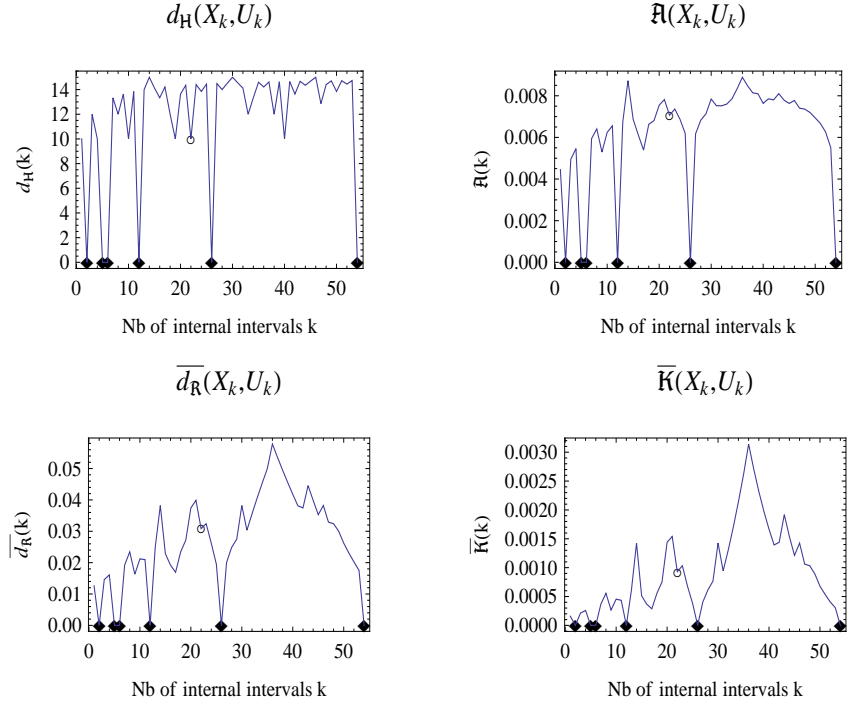 d_H(X_k,U_k)
d_H(k)
14
12
10
8
6
4
2
0
0 10 20 30 40 50
Nb of internal intervals k
𝕬(X_k,U_k)
𝕬(k)
0.008
0.006
0.004
0.002
0.000
0 10 20 30 40 50
Nb of internal intervals k
\overline{d_R}(X_k,U_k)
\overline{d_R}(k)
0.05
0.04
0.03
0.02
0.01
0.00
0 10 20 30 40 50
Nb of internal intervals k
\overline{K}(X_k,U_k)
\overline{K}(k)
0.0030
0.0025
0.0020
0.0015
0.0010
0.0005
0.0000
0 10 20 30 40 50
Nb of internal intervals k